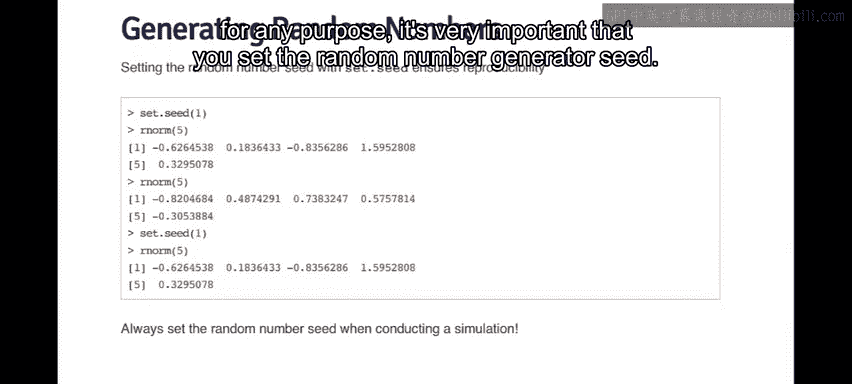 Generating Random Numbers
for any purpose, it's very important that
you set the random number generator seed.
Setting the random number seed with set.seed ensures reproducibility
> set.seed(1)
> rnorm(5)
[1] -0.6264538 0.1836433 -0.8356286 1.5952808
[5] 0.3295078
> rnorm(5)
[1] -0.8204684 0.4874291 0.7383247 0.5757814
[5] -0.3053884
> set.seed(1)
> rnorm(5)
[1] -0.6264538 0.1836433 -0.8356286 1.5952808
[5] 0.3295078
Always set the random number seed when conducting a simulation!